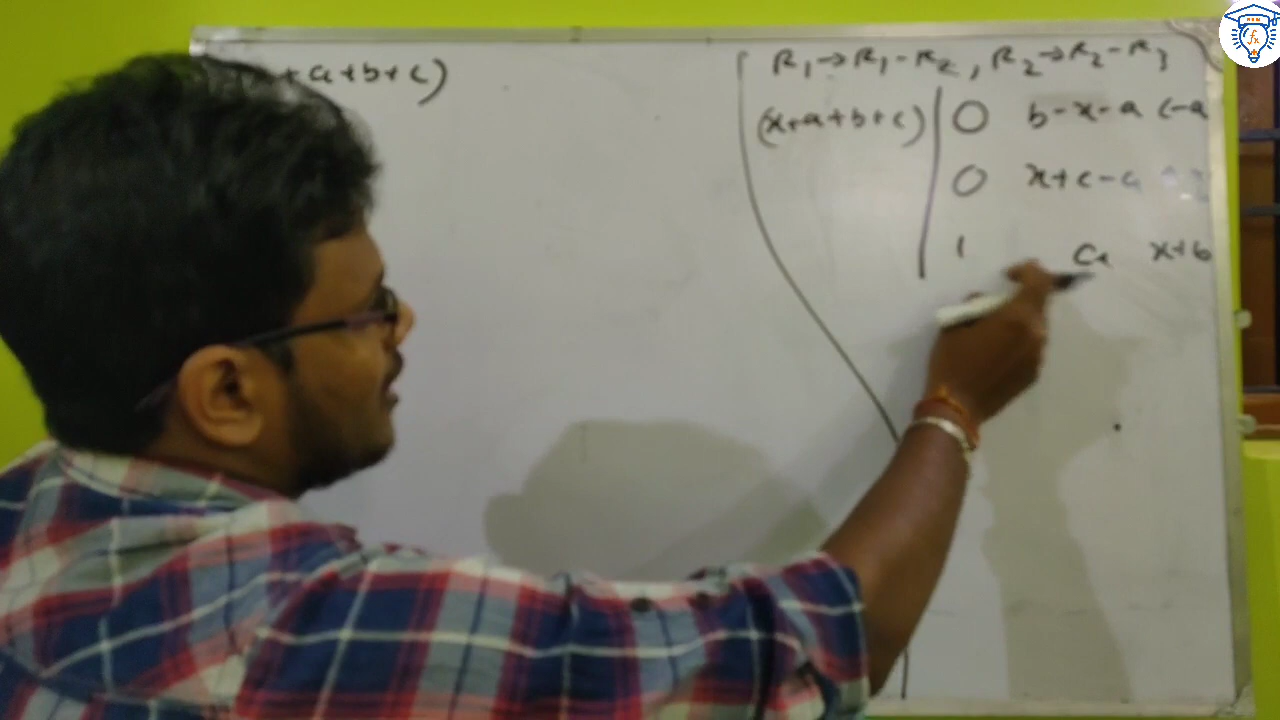 +a+b+c)
R₁→R₁-R₂, R₂→R₂-R₃
(x+a+b+c) | 0 b-x-a c-a
0 x+c-a
1 a x+b